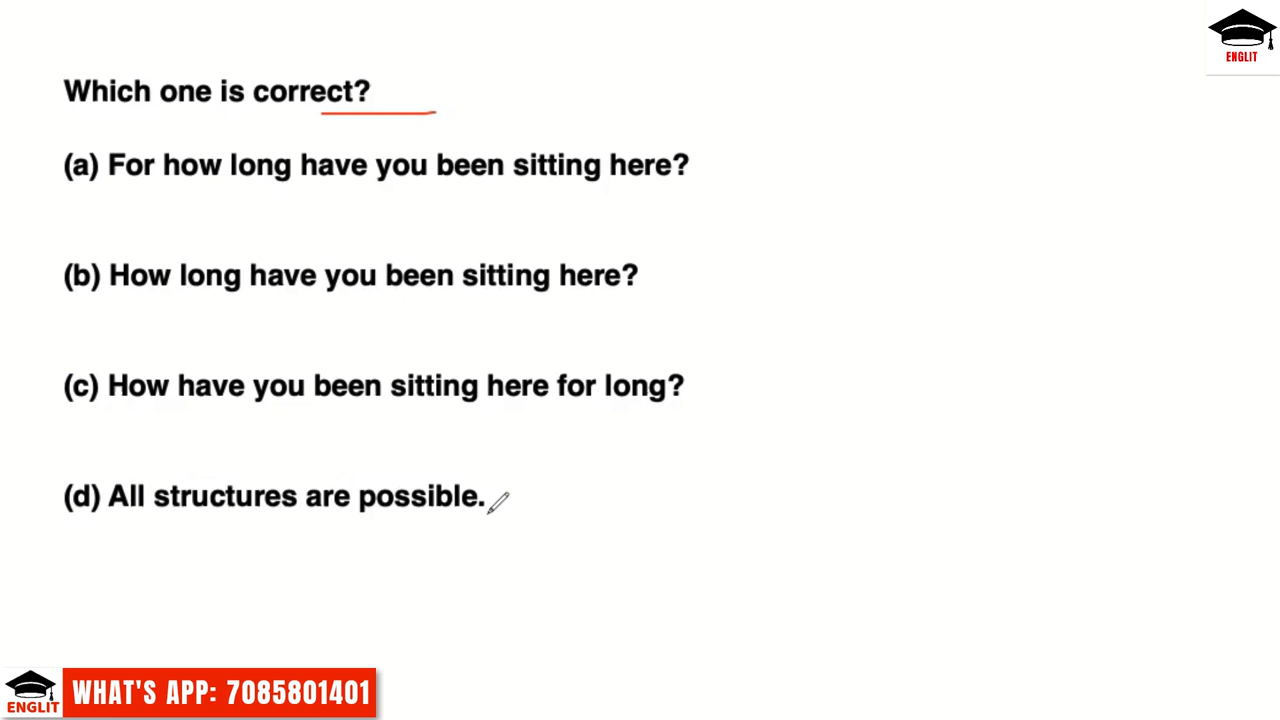 ENGLIT
Which one is correct?
(a) For how long have you been sitting here?
(b) How long have you been sitting here?
(c) How have you been sitting here for long?
(d) All structures are possible.
ENGLIT
WHAT'S APP: 7085801401